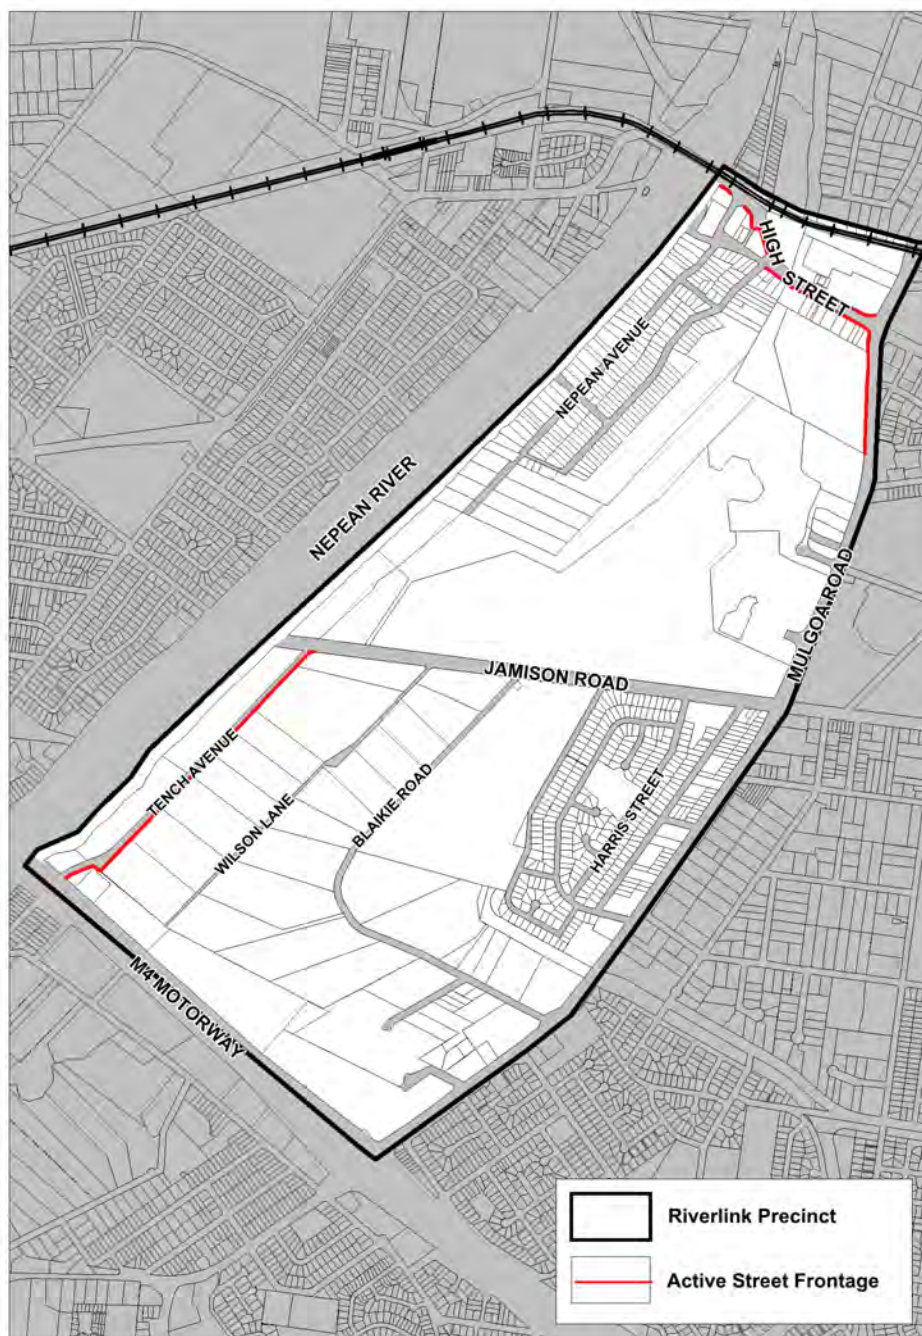 HIGH STREET
NEPEAN AVENUE
NEPEAN RIVER
MULGOA ROAD
JAMISON ROAD
TENCH AVENUE
WILSON LANE
BLAIKIE ROAD
HARRIS STREET
M4 MOTORWAY
Riverlink Precinct
Active Street Frontage